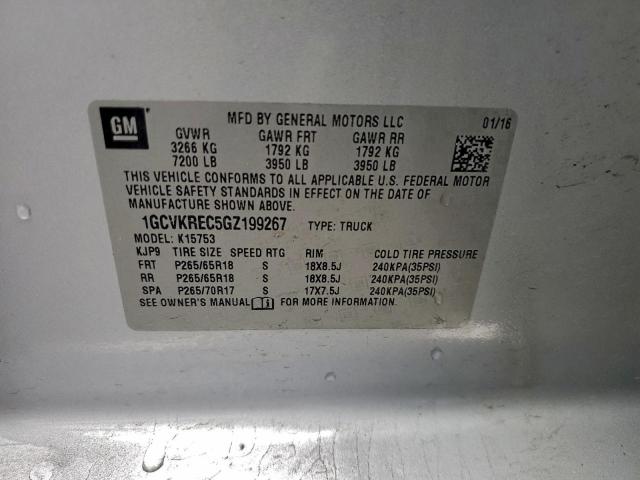 GM
MFD BY GENERAL MOTORS LLC 01/16
GVWR GAWR FRT GAWR RR
3266 KG 1792 KG 1792 KG
7200 LB 3950 LB 3950 LB
THIS VEHICLE CONFORMS TO ALL APPLICABLE U.S. FEDERAL MOTOR
VEHICLE SAFETY STANDARDS IN EFFECT ON THE DATE OF
MANUFACTURE SHOWN ABOVE.
1GCVKREC5GZ199267 TYPE: TRUCK
MODEL: K15753
KJP9 TIRE SIZE SPEED RTG RIM COLD TIRE PRESSURE
FRT P265/65R18 S 18X8.5J 240KPA(35PSI)
RR P265/65R18 S 18X8.5J 240KPA(35PSI)
SPA P265/70R17 S 17X7.5J 240KPA(35PSI)
SEE OWNER'S MANUAL i FOR MORE INFORMATION.